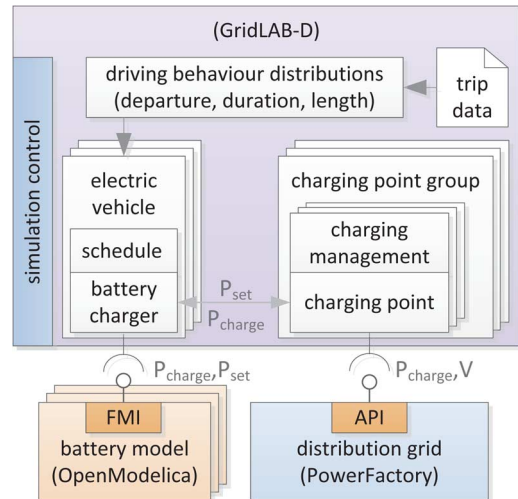 (GridLAB-D)
simulation control
driving behaviour distributions
(departure, duration, length)
trip
data
electric
vehicle
schedule
battery
charger
P_set
P_charge
charging point group
charging
management
charging point
P_charge,P_set
P_charge,V
FMI
battery model
(OpenModelica)
API
distribution grid
(PowerFactory)